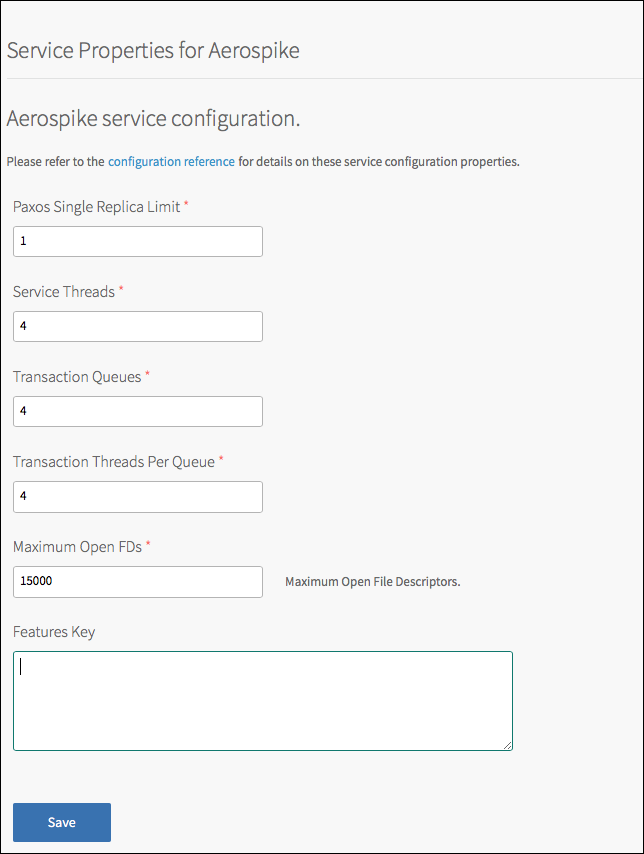 Service Properties for Aerospike
Aerospike service configuration.
Please refer to the configuration reference for details on these service configuration properties.
Paxos Single Replica Limit *
1
Service Threads *
4
Transaction Queues *
4
Transaction Threads Per Queue *
4
Maximum Open FDs *
15000 Maximum Open File Descriptors.
Features Key
Save